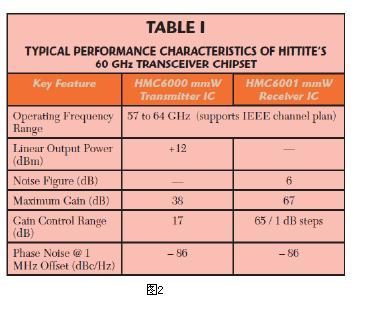 TABLE I
TYPICAL PERFORMANCE CHARACTERISTICS OF HITTITE'S
60 GHz TRANSCEIVER CHIPSET
Key Feature HMC6000 mmW Transmitter IC HMC6001 mmW Receiver IC
Operating Frequency Range 57 to 64 GHz (supports IEEE channel plan)
Linear Output Power (dBm) +12 —
Noise Figure (dB) — 6
Maximum Gain (dB) 38 67
Gain Control Range (dB) 17 65 / 1 dB steps
Phase Noise @ 1 MHz Offset (dBc/Hz) – 86 – 86
图2